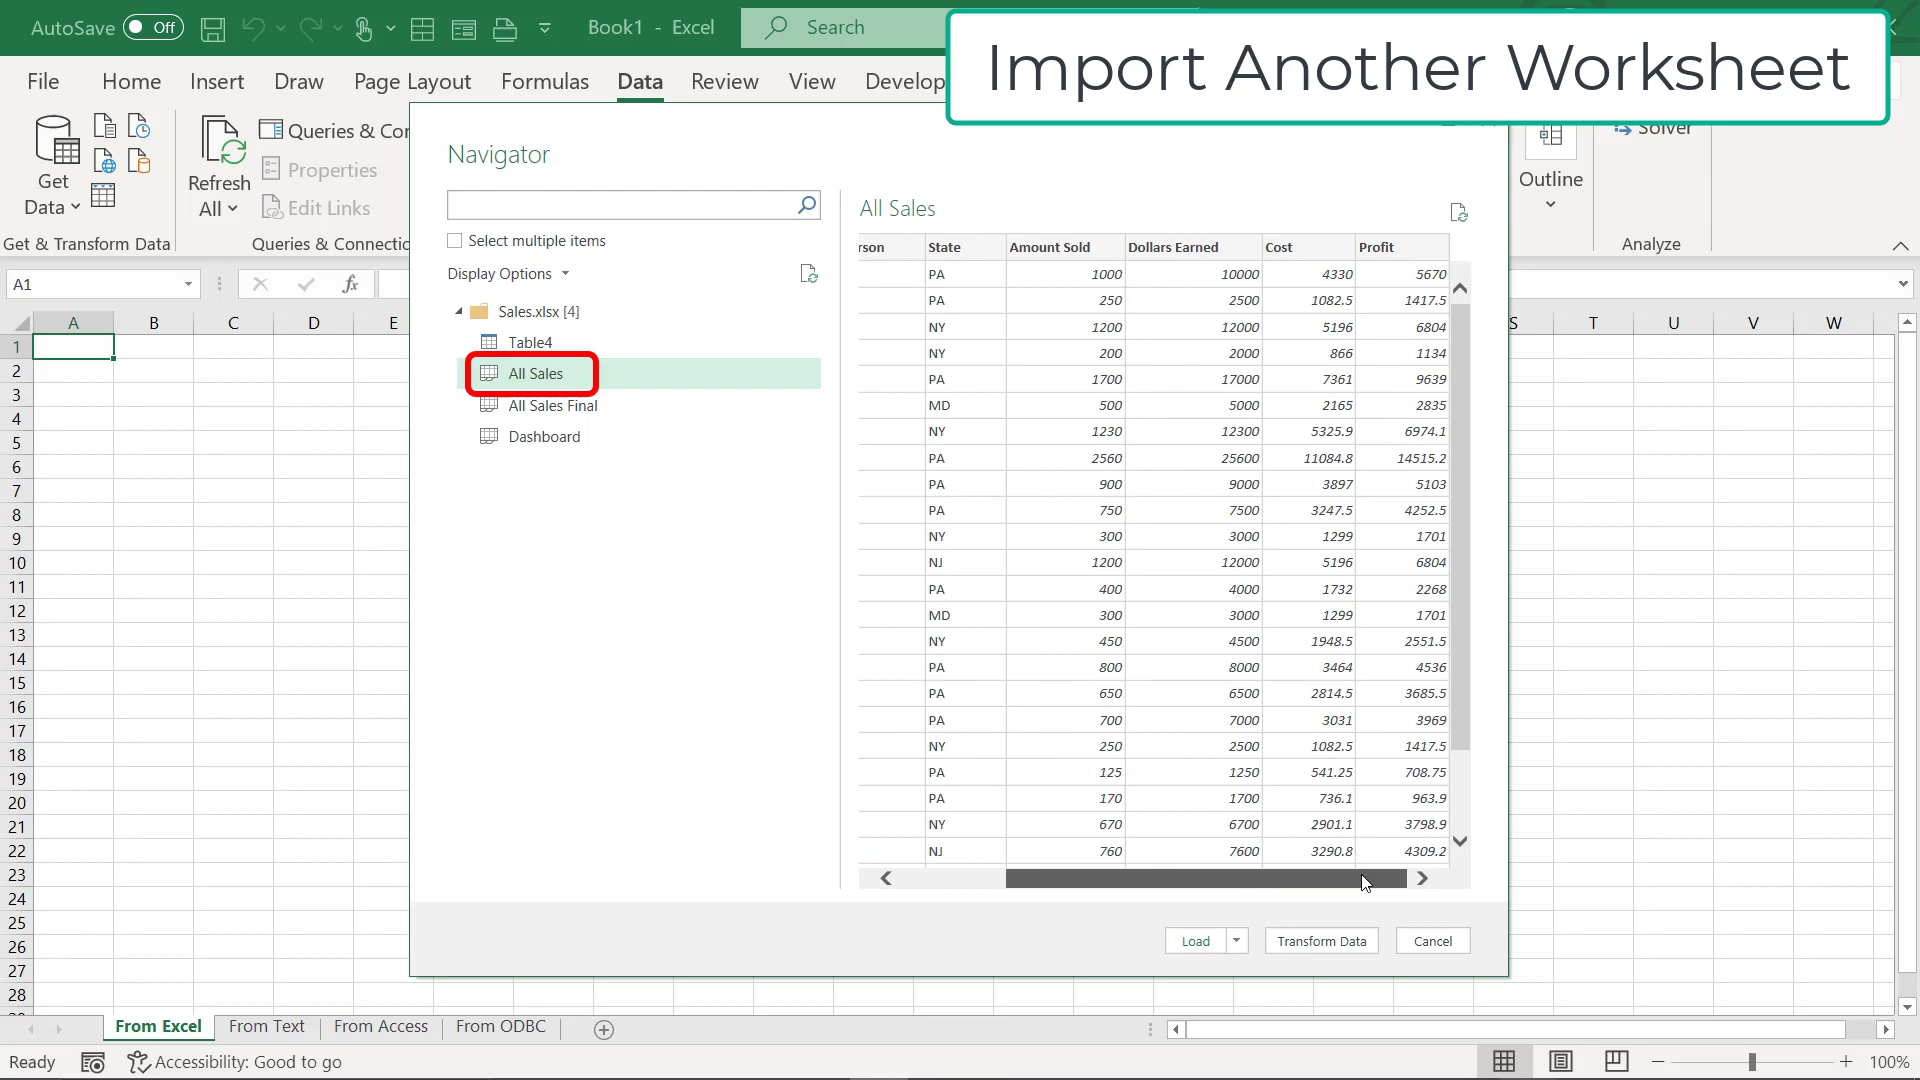 AutoSave Off Book1 - Excel Search
Import Another Worksheet
File Home Insert Draw Page Layout Formulas Data Review View Develop
Get Data
Refresh All
Queries & Cor
Properties
Edit Links
Outline
Solver
Get & Transform Data
Queries & Connectio
Analyze
A1
fx
A B C D E S T U V W
1
2
3
4
5
6
7
8
9
10
11
12
13
14
15
16
17
18
19
20
21
22
23
24
25
26
27
28
Navigator
Select multiple items
Display Options
Sales.xlsx [4]
Table4
All Sales
All Sales Final
Dashboard
All Sales
rson State Amount Sold Dollars Earned Cost Profit
PA 1000 10000 4330 5670
PA 250 2500 1082.5 1417.5
NY 1200 12000 5196 6804
NY 200 2000 866 1134
PA 1700 17000 7361 9639
MD 500 5000 2165 2835
NY 1230 12300 5325.9 6974.1
PA 2560 25600 11084.8 14515.2
PA 900 9000 3897 5103
PA 750 7500 3247.5 4252.5
NY 300 3000 1299 1701
NJ 1200 12000 5196 6804
PA 400 4000 1732 2268
MD 300 3000 1299 1701
NY 450 4500 1948.5 2551.5
PA 800 8000 3464 4536
PA 650 6500 2814.5 3685.5
PA 700 7000 3031 3969
NY 250 2500 1082.5 1417.5
PA 125 1250 541.25 708.75
PA 170 1700 736.1 963.9
NY 670 6700 2901.1 3798.9
NJ 760 7600 3290.8 4309.2
Load Transform Data Cancel
From Excel From Text From Access From ODBC
Ready Accessibility: Good to go 100%